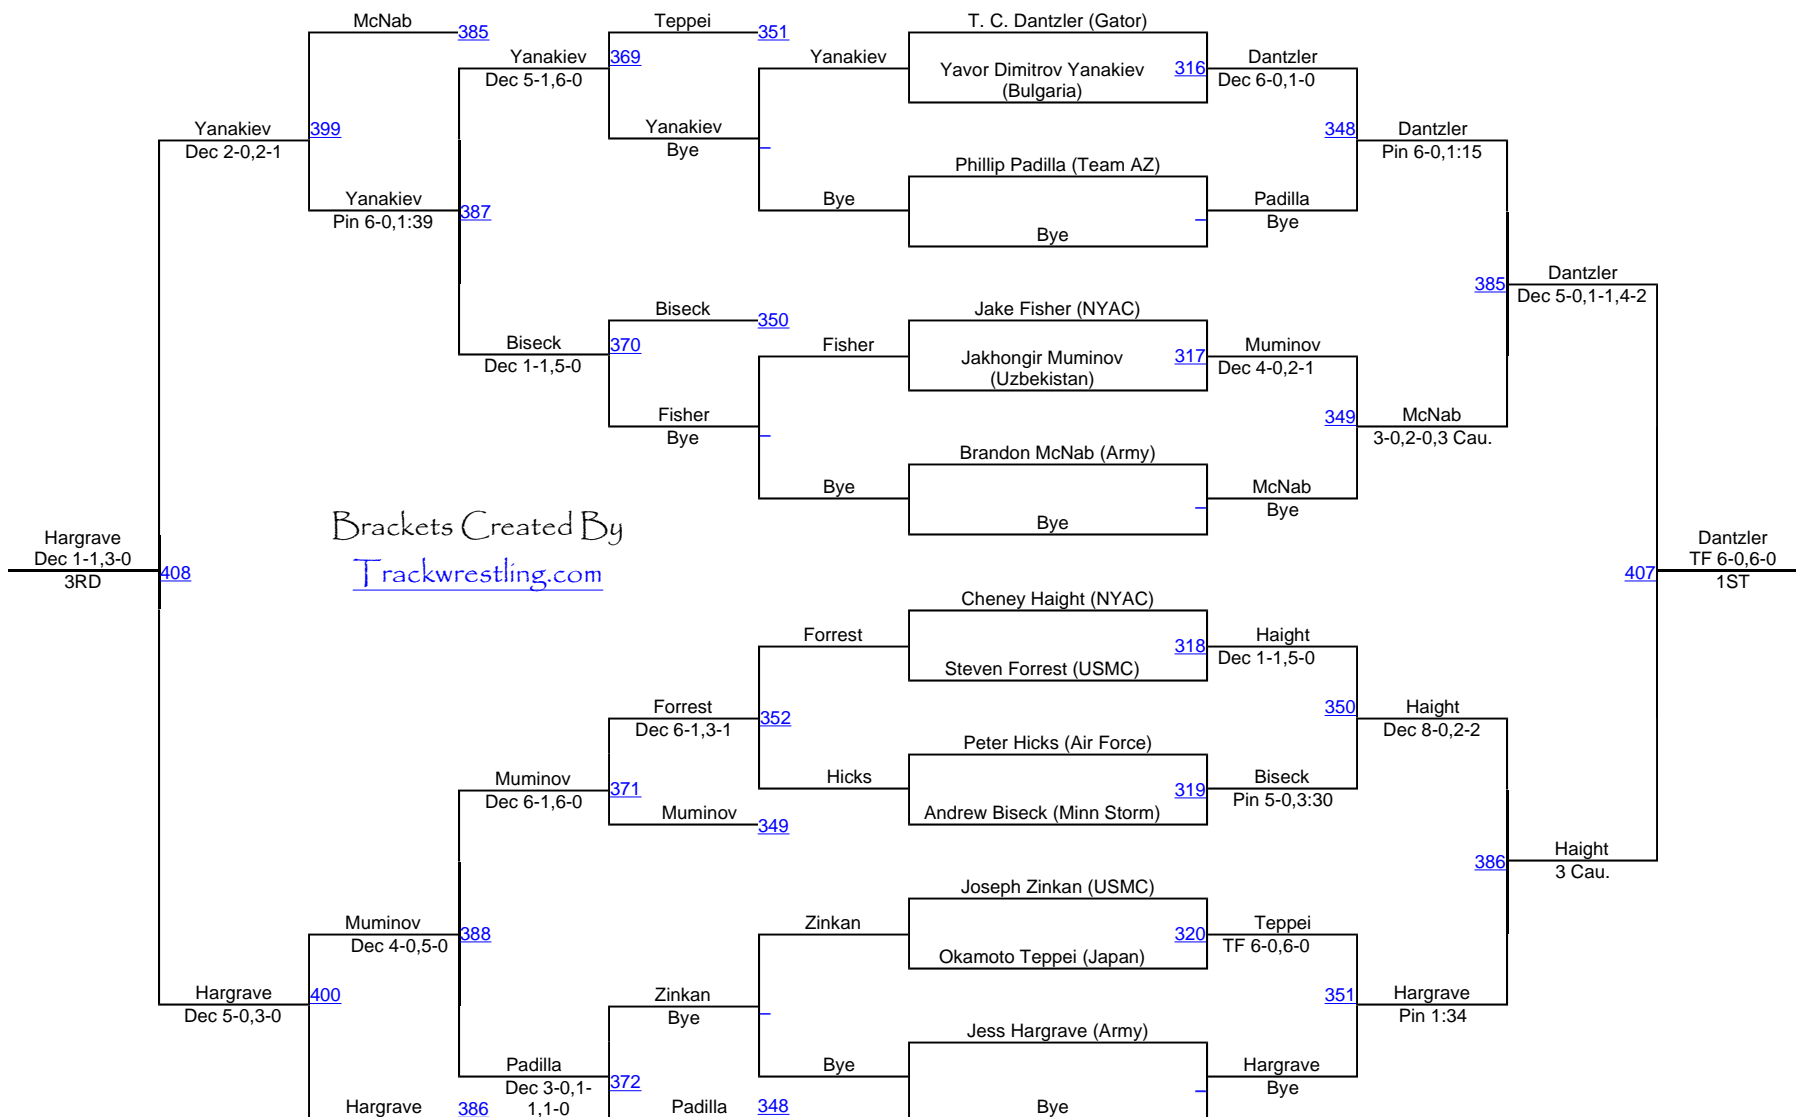 McNab
385
Teppei
351
T. C. Dantzler (Gator)
Yanakiev
Dec 5-1,6-0
369
Yanakiev
Yavor Dimitrov Yanakiev
(Bulgaria)
316
Dantzler
Dec 6-0,1-0
Yanakiev
Dec 2-0,2-1
399
Yanakiev
Bye
348
Dantzler
Pin 6-0,1:15
Phillip Padilla (Team AZ)
Yanakiev
Pin 6-0,1:39
387
Bye
Padilla
Bye
Bye
385
Dantzler
Dec 5-0,1-1,4-2
Biseck
350
Jake Fisher (NYAC)
Biseck
Dec 1-1,5-0
370
Fisher
Jakhongir Muminov
(Uzbekistan)
317
Muminov
Dec 4-0,2-1
Fisher
Bye
349
McNab
3-0,2-0,3 Cau.
Brandon McNab (Army)
Bye
McNab
Bye
Bye
Brackets Created By
Trackwrestling.com
Hargrave
Dec 1-1,3-0
3RD
408
407
Dantzler
TF 6-0,6-0
1ST
Cheney Haight (NYAC)
Forrest
318
Haight
Dec 1-1,5-0
Steven Forrest (USMC)
Forrest
Dec 6-1,3-1
352
350
Haight
Dec 8-0,2-2
Peter Hicks (Air Force)
Muminov
Dec 6-1,6-0
371
Hicks
319
Biseck
Pin 5-0,3:30
Muminov
349
Andrew Biseck (Minn Storm)
386
Haight
3 Cau.
Joseph Zinkan (USMC)
Muminov
Dec 4-0,5-0
388
Zinkan
320
Teppei
TF 6-0,6-0
Okamoto Teppei (Japan)
Hargrave
Dec 5-0,3-0
400
Zinkan
Bye
351
Hargrave
Pin 1:34
Jess Hargrave (Army)
Padilla
Dec 3-0,1-
1,1-0
372
Bye
Hargrave
Bye
Hargrave
386
Padilla
348
Bye